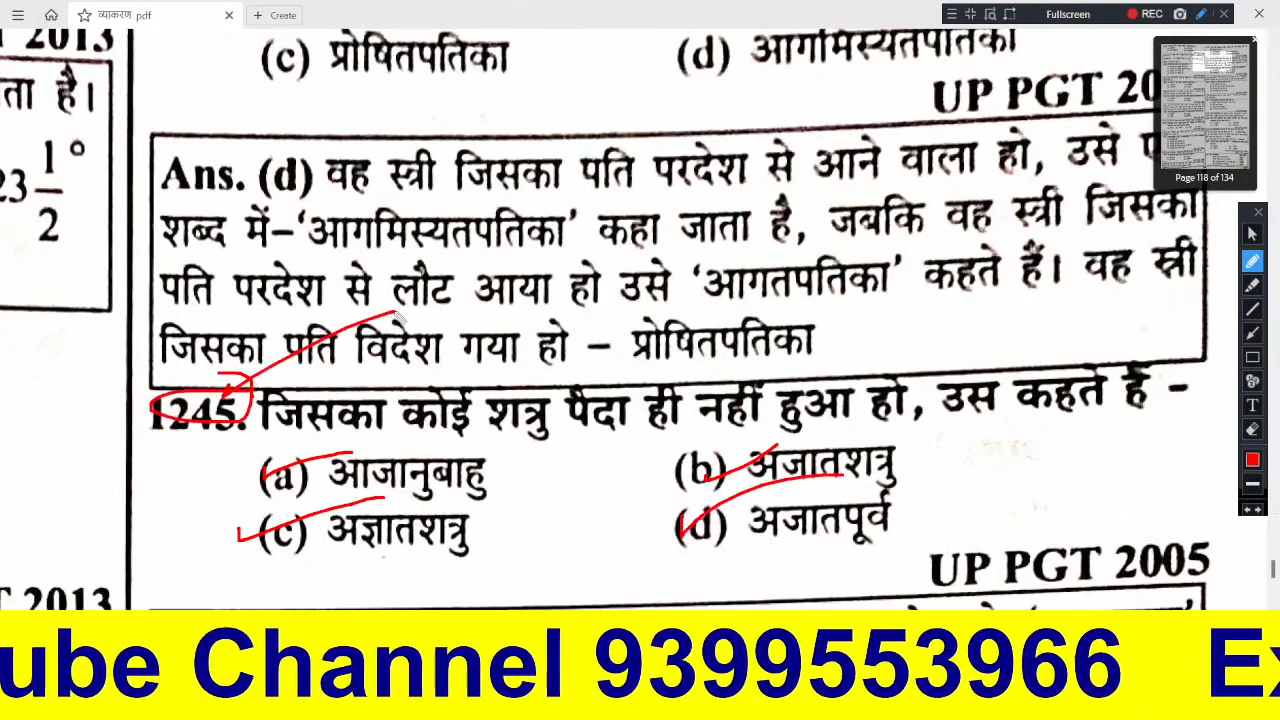 व्याकरण pdf
Create
Fullscreen
REC
T 2013
(c) प्रोषितपतिका
(d) आगमिस्यतपतिका
UP PGT 20
ता है।
23 1/2°
Ans. (d) वह स्त्री जिसका पति परदेश से आने वाला हो, उसे ए
शब्द में–‘आगमिस्यतपतिका’ कहा जाता है, जबकि वह स्त्री जिसका
पति परदेश से लौट आया हो उसे ‘आगतपतिका’ कहते हैं। वह स्त्री
जिसका पति विदेश गया हो – प्रोषितपतिका
Page 118 of 134
1245. जिसका कोई शत्रु पैदा ही नहीं हुआ हो, उस कहते हैं -
(a) आजानुबाहु
(b) अजातशत्रु
(c) अज्ञातशत्रु
(d) अजातपूर्व
UP PGT 2005
T 2013
ube Channel 9399553966 Ex